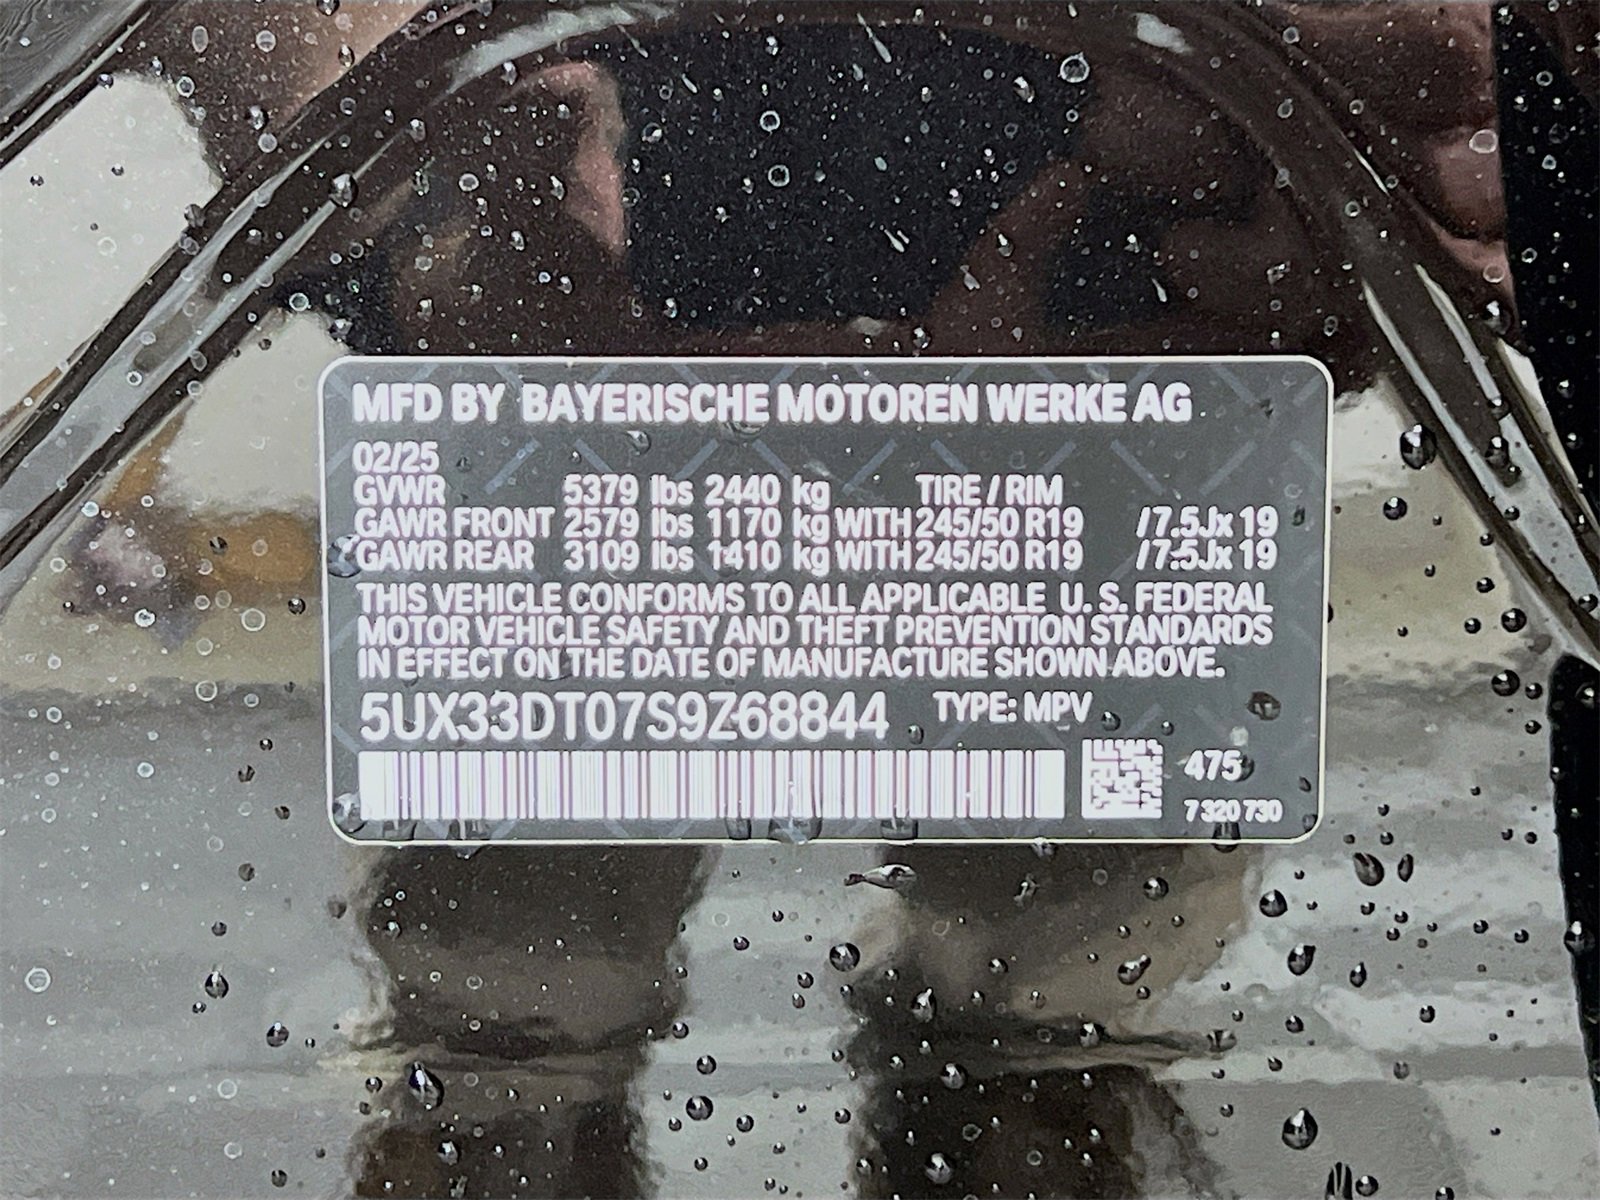 MFD BY BAYERISCHE MOTOREN WERKE AG
02/25
GVWR 5379 lbs 2440 kg TIRE / RIM
GAWR FRONT 2579 lbs 1170 kg WITH 245/50 R19 /7.5Jx 19
GAWR REAR 3109 lbs 1410 kg WITH 245/50 R19 /7.5Jx 19
THIS VEHICLE CONFORMS TO ALL APPLICABLE U. S. FEDERAL
MOTOR VEHICLE SAFETY AND THEFT PREVENTION STANDARDS
IN EFFECT ON THE DATE OF MANUFACTURE SHOWN ABOVE.
5UX33DT07S9Z68844 TYPE: MPV
475
7 320 730